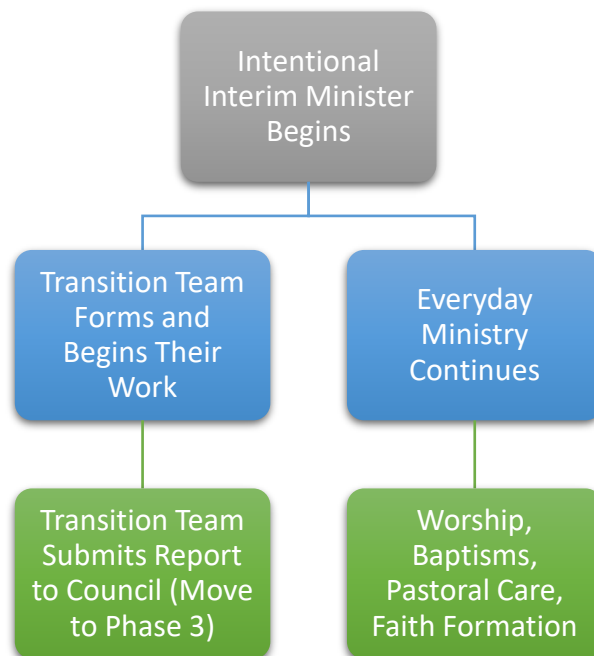 Intentional
Interim Minister
Begins
Transition Team
Forms and
Begins Their
Work
Everyday
Ministry
Continues
Transition Team
Submits Report
to Council (Move
to Phase 3)
Worship,
Baptisms,
Pastoral Care,
Faith Formation